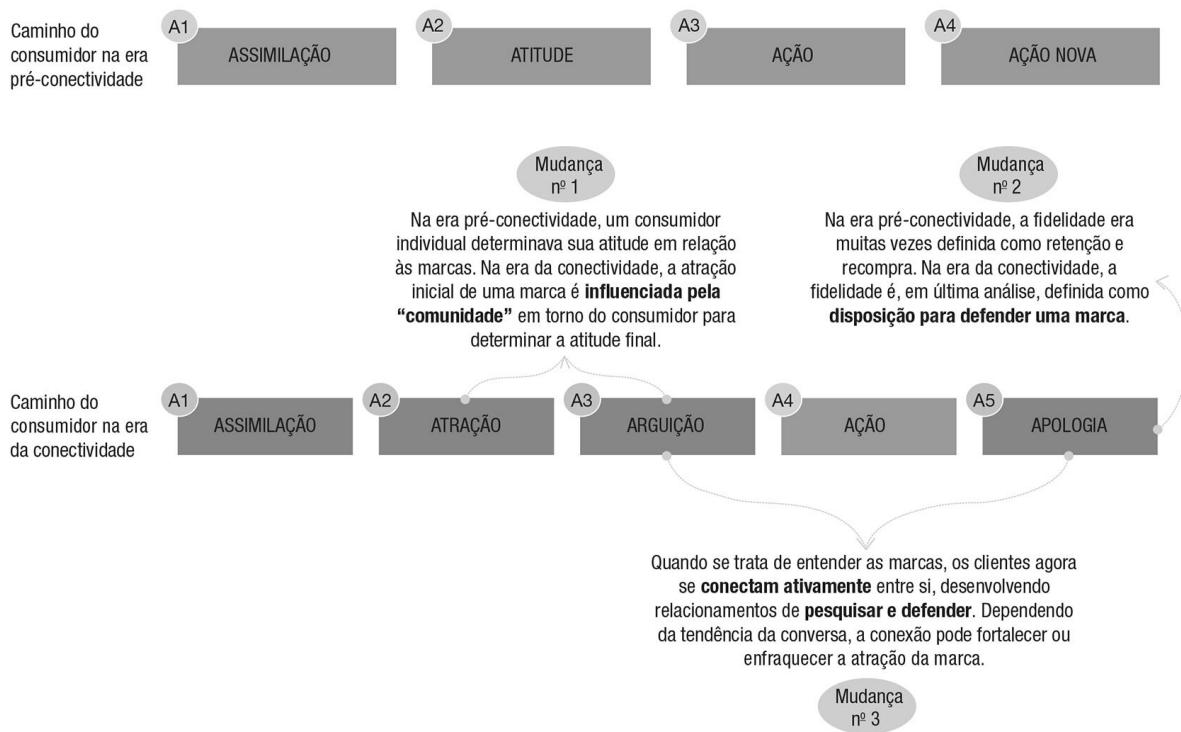 Caminho do
consumidor na era
pré-conectividade
A1
ASSIMILAÇÃO
A2
ATITUDE
A3
AÇÃO
A4
AÇÃO NOVA
Mudança
nº 1
Na era pré-conectividade, um consumidor
individual determinava sua atitude em relação
às marcas. Na era da conectividade, a atração
inicial de uma marca é influenciada pela
“comunidade” em torno do consumidor para
determinar a atitude final.
Mudança
nº 2
Na era pré-conectividade, a fidelidade era
muitas vezes definida como retenção e
recompra. Na era da conectividade, a
fidelidade é, em última análise, definida como
disposição para defender uma marca.
Caminho do
consumidor na era
da conectividade
A1
ASSIMILAÇÃO
A2
ATRAÇÃO
A3
ARGUIÇÃO
A4
AÇÃO
A5
APOLOGIA
Quando se trata de entender as marcas, os clientes agora
se conectam ativamente entre si, desenvolvendo
relacionamentos de pesquisar e defender. Dependendo
da tendência da conversa, a conexão pode fortalecer ou
enfraquecer a atração da marca.
Mudança
nº 3